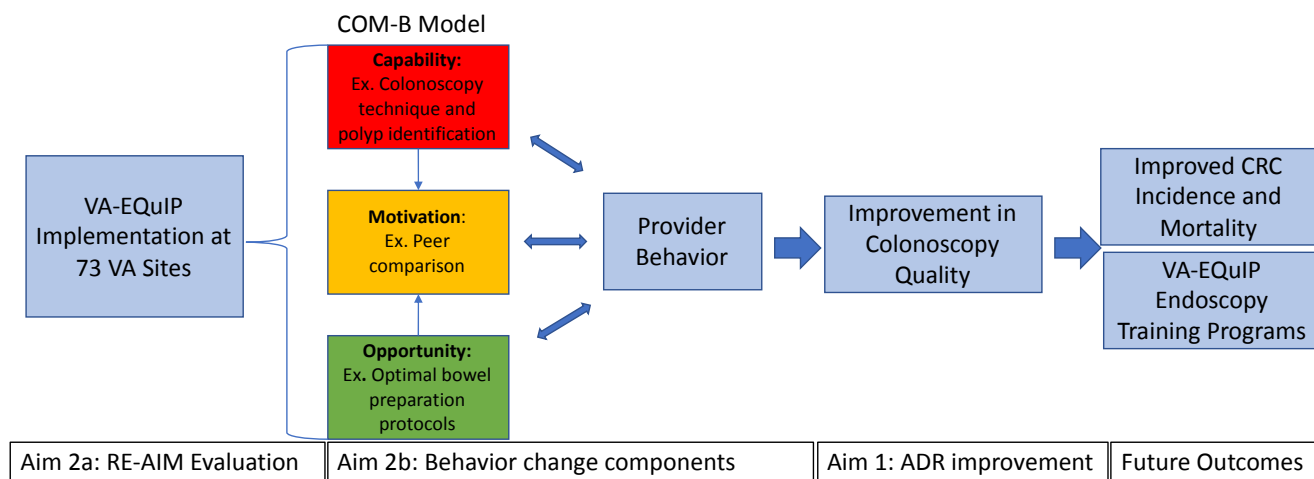 COM-B Model
VA-EQuIP
Implementation at
73 VA Sites
Capability:
Ex. Colonoscopy
technique and
polyp identification
Motivation:
Ex. Peer
comparison
Opportunity:
Ex. Optimal bowel
preparation
protocols
Provider
Behavior
Improvement in
Colonoscopy
Quality
Improved CRC
Incidence and
Mortality
VA-EQuIP
Endoscopy
Training Programs
Aim 2a: RE-AIM Evaluation
Aim 2b: Behavior change components
Aim 1: ADR improvement
Future Outcomes